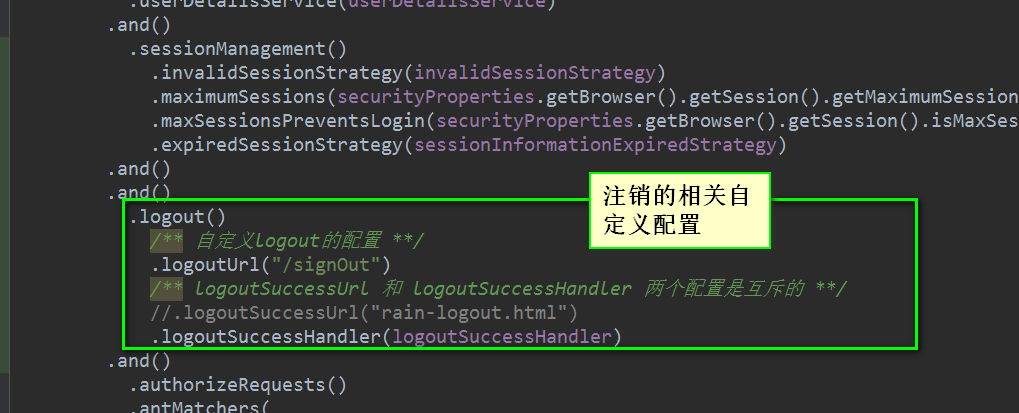 .userDetailsService(userDetailsService)
.and()
.sessionManagement()
.invalidSessionStrategy(invalidSessionStrategy)
.maximumSessions(securityProperties.getBrowser().getSession().getMaximumSession
.maxSessionsPreventsLogin(securityProperties.getBrowser().getSession().isMaxSes
.expiredSessionStrategy(sessionInformationExpiredStrategy)
.and()
.and()
注销的相关自
定义配置
.logout()
/** 自定义logout的配置 **/
.logoutUrl("/signOut")
/** logoutSuccessUrl 和 logoutSuccessHandler 两个配置是互斥的 **/
//.logoutSuccessUrl("rain-logout.html")
.logoutSuccessHandler(logoutSuccessHandler)
.and()
.authorizeRequests()
.antMatchers(